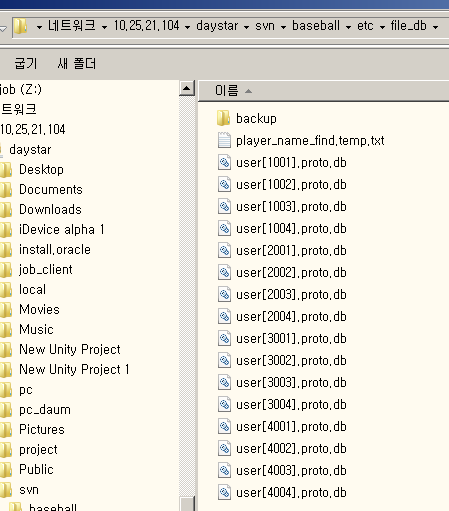 네트워크 10.25.21.104 daystar svn baseball etc file_db
굽기 새 폴더
job (Z:)
트워크
10.25.21.104
daystar
Desktop
Documents
Downloads
iDevice alpha 1
install.oracle
job_client
local
Movies
Music
New Unity Project
New Unity Project 1
pc
pc_daum
Pictures
project
Public
svn
baseball
이름
backup
player_name_find.temp.txt
user[1001].proto.db
user[1002].proto.db
user[1003].proto.db
user[1004].proto.db
user[2001].proto.db
user[2002].proto.db
user[2003].proto.db
user[2004].proto.db
user[3001].proto.db
user[3002].proto.db
user[3003].proto.db
user[3004].proto.db
user[4001].proto.db
user[4002].proto.db
user[4003].proto.db
user[4004].proto.db